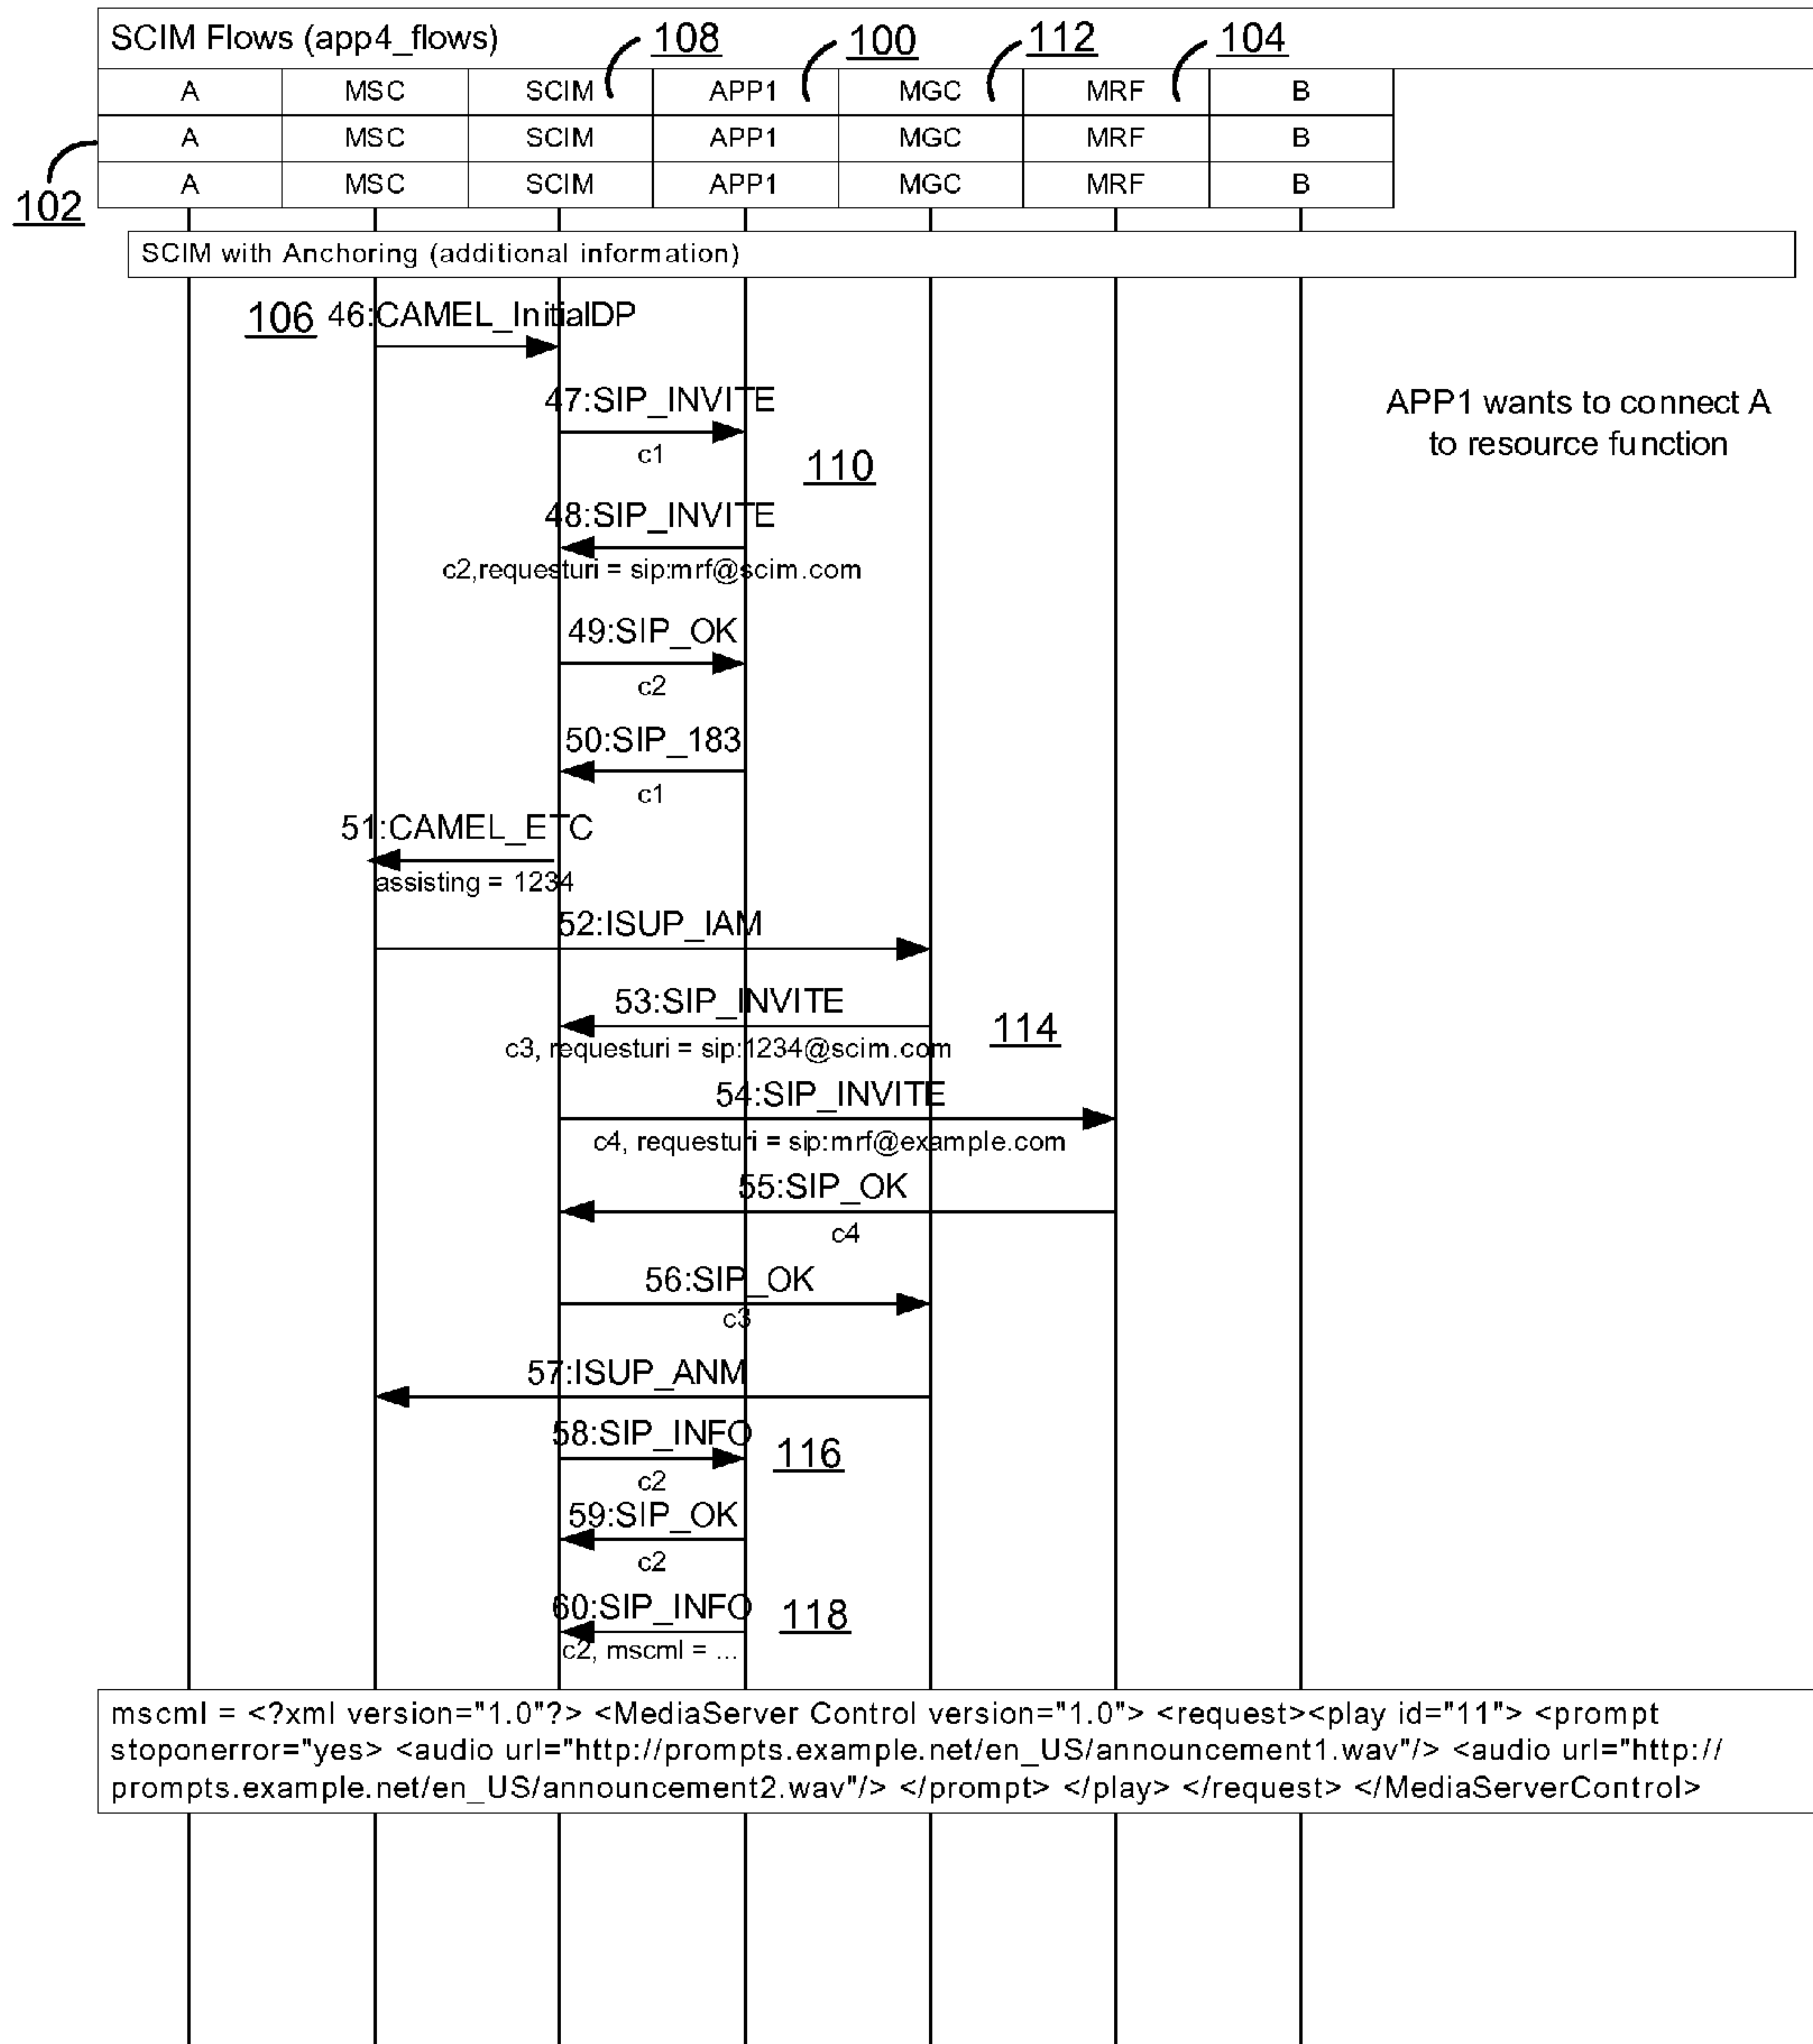 SCIM Flows (app4_flows)
108
100
112
104
A MSC SCIM APP1 MGC MRF B
A MSC SCIM APP1 MGC MRF B
A MSC SCIM APP1 MGC MRF B
102
SCIM with Anchoring (additional information)
106
46:CAMEL_InitialDP
47:SIP_INVITE
c1
APP1 wants to connect A
to resource function
110
48:SIP_INVITE
c2,requesturi = sip:mrf@scim.com
49:SIP_OK
c2
50:SIP_183
c1
51:CAMEL_ETC
assisting = 1234
52:ISUP_IAM
53:SIP_INVITE
c3, requesturi = sip:1234@scim.com
114
54:SIP_INVITE
c4, requesturi = sip:mrf@example.com
55:SIP_OK
c4
56:SIP_OK
c3
57:ISUP_ANM
58:SIP_INFO
116
c2
59:SIP_OK
c2
60:SIP_INFO
118
c2, mscml = ...
mscml = <?xml version="1.0"?> <MediaServer Control version="1.0"> <request><play id="11"> <prompt
stoponerror="yes> <audio url="http://prompts.example.net/en_US/announcement1.wav"/> <audio url="http://
prompts.example.net/en_US/announcement2.wav"/> </prompt> </play> </request> </MediaServerControl>